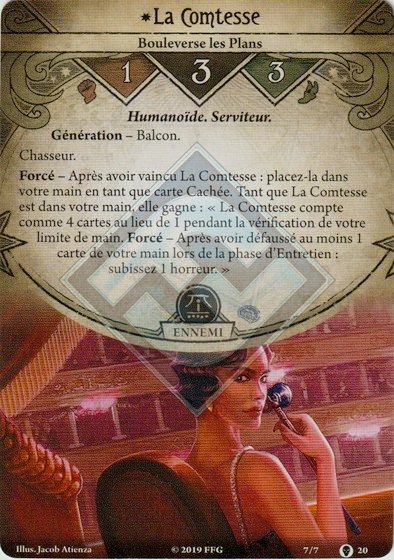 La Comtesse
Bouleverse les Plans
1 3 3
Humanoïde. Serviteur.
Génération – Balcon.
Chasseur.
Forcé – Après avoir vaincu La Comtesse : placez-la dans
votre main en tant que carte Cachée. Tant que La Comtesse
est dans votre main, elle gagne : « La Comtesse compte
comme 4 cartes au lieu de 1 pendant la vérification de votre
limite de main. Forcé – Après avoir défaussé au moins 1
carte de votre main lors de la phase d'Entretien :
subissez 1 horreur. »
ENNEMI
Illus. Jacob Atienza © 2019 FFG 7/7 20